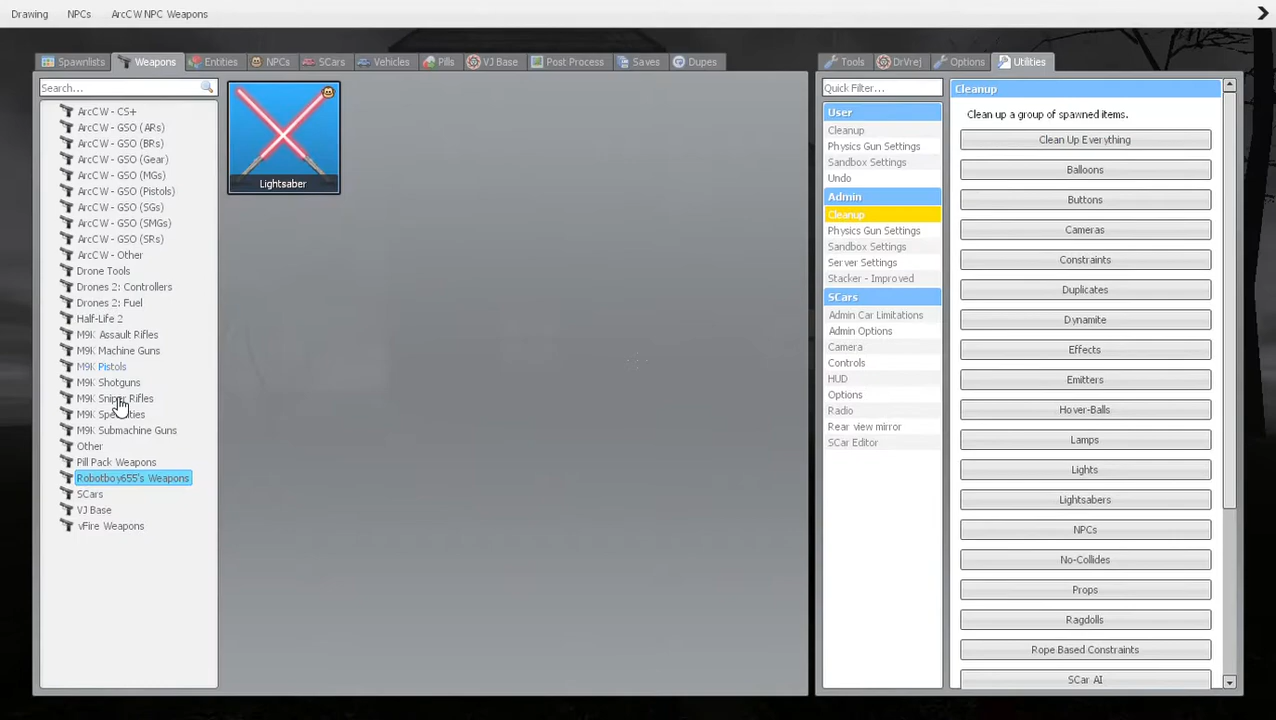 Drawing NPCs ArcCW NPC Weapons
Spawnlists Weapons Entities NPCs SCars Vehicles Pills VJ Base Post Process Saves Dupes
Tools DrVrej Options Utilities
Search...
ArcCW - CS+
ArcCW - GSO (ARs)
ArcCW - GSO (BRs)
ArcCW - GSO (Gear)
ArcCW - GSO (MGs)
ArcCW - GSO (Pistols)
ArcCW - GSO (SGs)
ArcCW - GSO (SMGs)
ArcCW - GSO (SRs)
ArcCW - Other
Drone Tools
Drones 2: Controllers
Drones 2: Fuel
Half-Life 2
M9K Assault Rifles
M9K Machine Guns
M9K Pistols
M9K Shotguns
M9K Sniper Rifles
M9K Specialties
M9K Submachine Guns
Other
Pill Pack Weapons
Robotboy655's Weapons
SCars
VJ Base
vFire Weapons
Lightsaber
Quick Filter...
User
Cleanup
Physics Gun Settings
Sandbox Settings
Undo
Admin
Cleanup
Physics Gun Settings
Sandbox Settings
Server Settings
Stacker - Improved
SCars
Admin Car Limitations
Admin Options
Camera
Controls
HUD
Options
Radio
Rear view mirror
SCar Editor
Cleanup
Clean up a group of spawned items.
Clean Up Everything
Balloons
Buttons
Cameras
Constraints
Duplicates
Dynamite
Effects
Emitters
Hover-Balls
Lamps
Lights
Lightsabers
NPCs
No-Collides
Props
Ragdolls
Rope Based Constraints
SCar AI